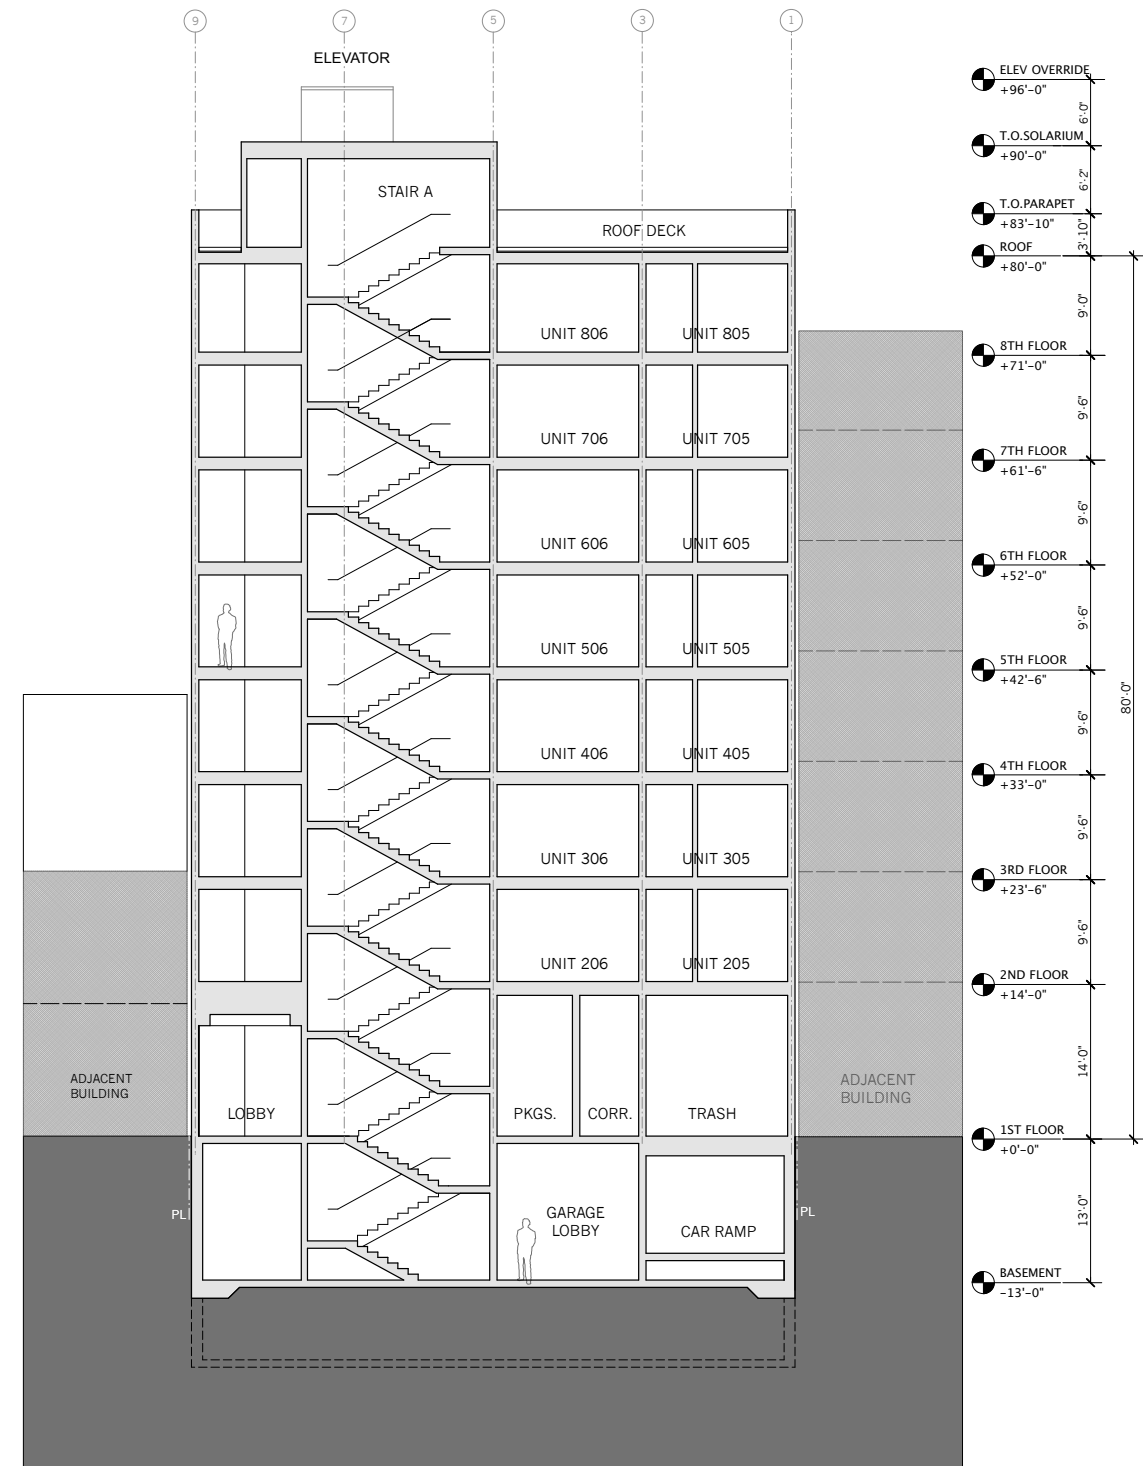 9
7
5
3
1
ELEVATOR
ELEV OVERRIDE
+96'-0"
6'-0"
T.O.SOLARIUM
+90'-0"
6'-2"
STAIR A
T.O.PARAPET
+83'-10"
3'-10"
ROOF DECK
ROOF
+80'-0"
9'-0"
UNIT 806
UNIT 805
8TH FLOOR
+71'-0"
9'-6"
UNIT 706
UNIT 705
7TH FLOOR
+61'-6"
9'-6"
UNIT 606
UNIT 605
6TH FLOOR
+52'-0"
9'-6"
UNIT 506
UNIT 505
5TH FLOOR
+42'-6"
80'-0"
9'-6"
UNIT 406
UNIT 405
4TH FLOOR
+33'-0"
9'-6"
UNIT 306
UNIT 305
3RD FLOOR
+23'-6"
9'-6"
UNIT 206
UNIT 205
2ND FLOOR
+14'-0"
14'-0"
ADJACENT
BUILDING
LOBBY
PKGS.
CORR.
TRASH
ADJACENT
BUILDING
1ST FLOOR
+0'-0"
13'-0"
PL
GARAGE
LOBBY
CAR RAMP
PL
BASEMENT
-13'-0"